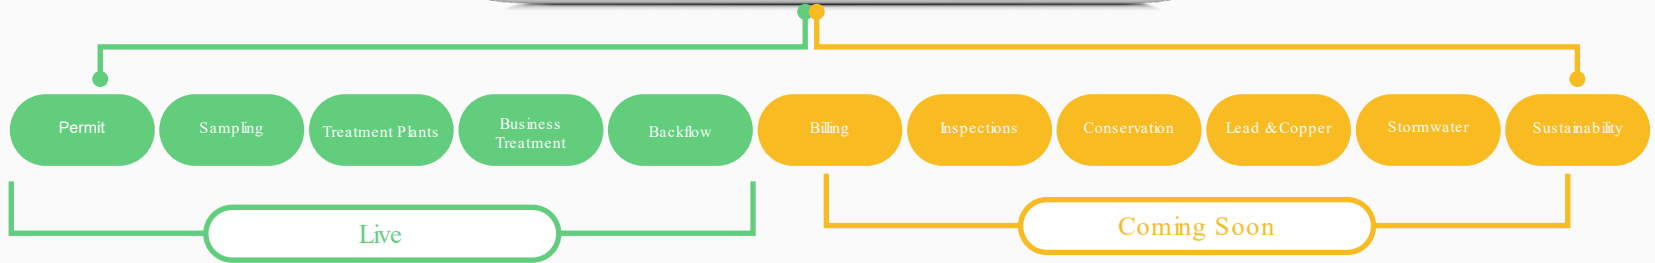 Permit
Sampling
Treatment Plants
Business
Treatment
Backflow
Billing
Inspections
Conservation
Lead & Copper
Stormwater
Sustainability
Live
Coming Soon